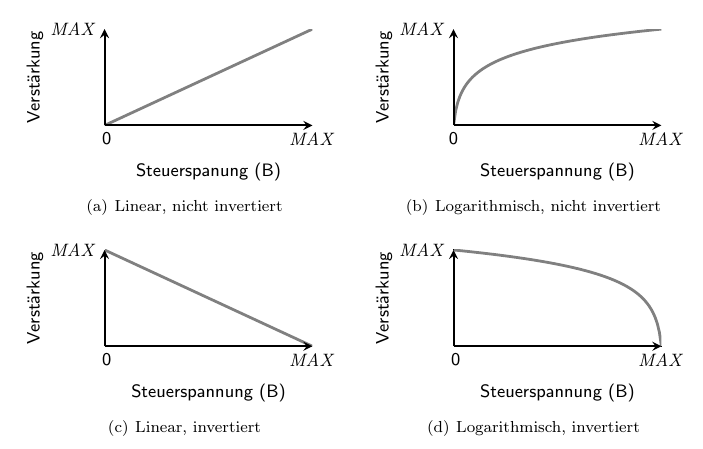 MAX
Verstärkung
0
MAX
Steuerspanung (B)
(a) Linear, nicht invertiert
MAX
Verstärkung
0
MAX
Steuerspannung (B)
(b) Logarithmisch, nicht invertiert
MAX
Verstärkung
0
MAX
Steuerspannung (B)
(c) Linear, invertiert
MAX
Verstärkung
0
MAX
Steuerspannung (B)
(d) Logarithmisch, invertiert